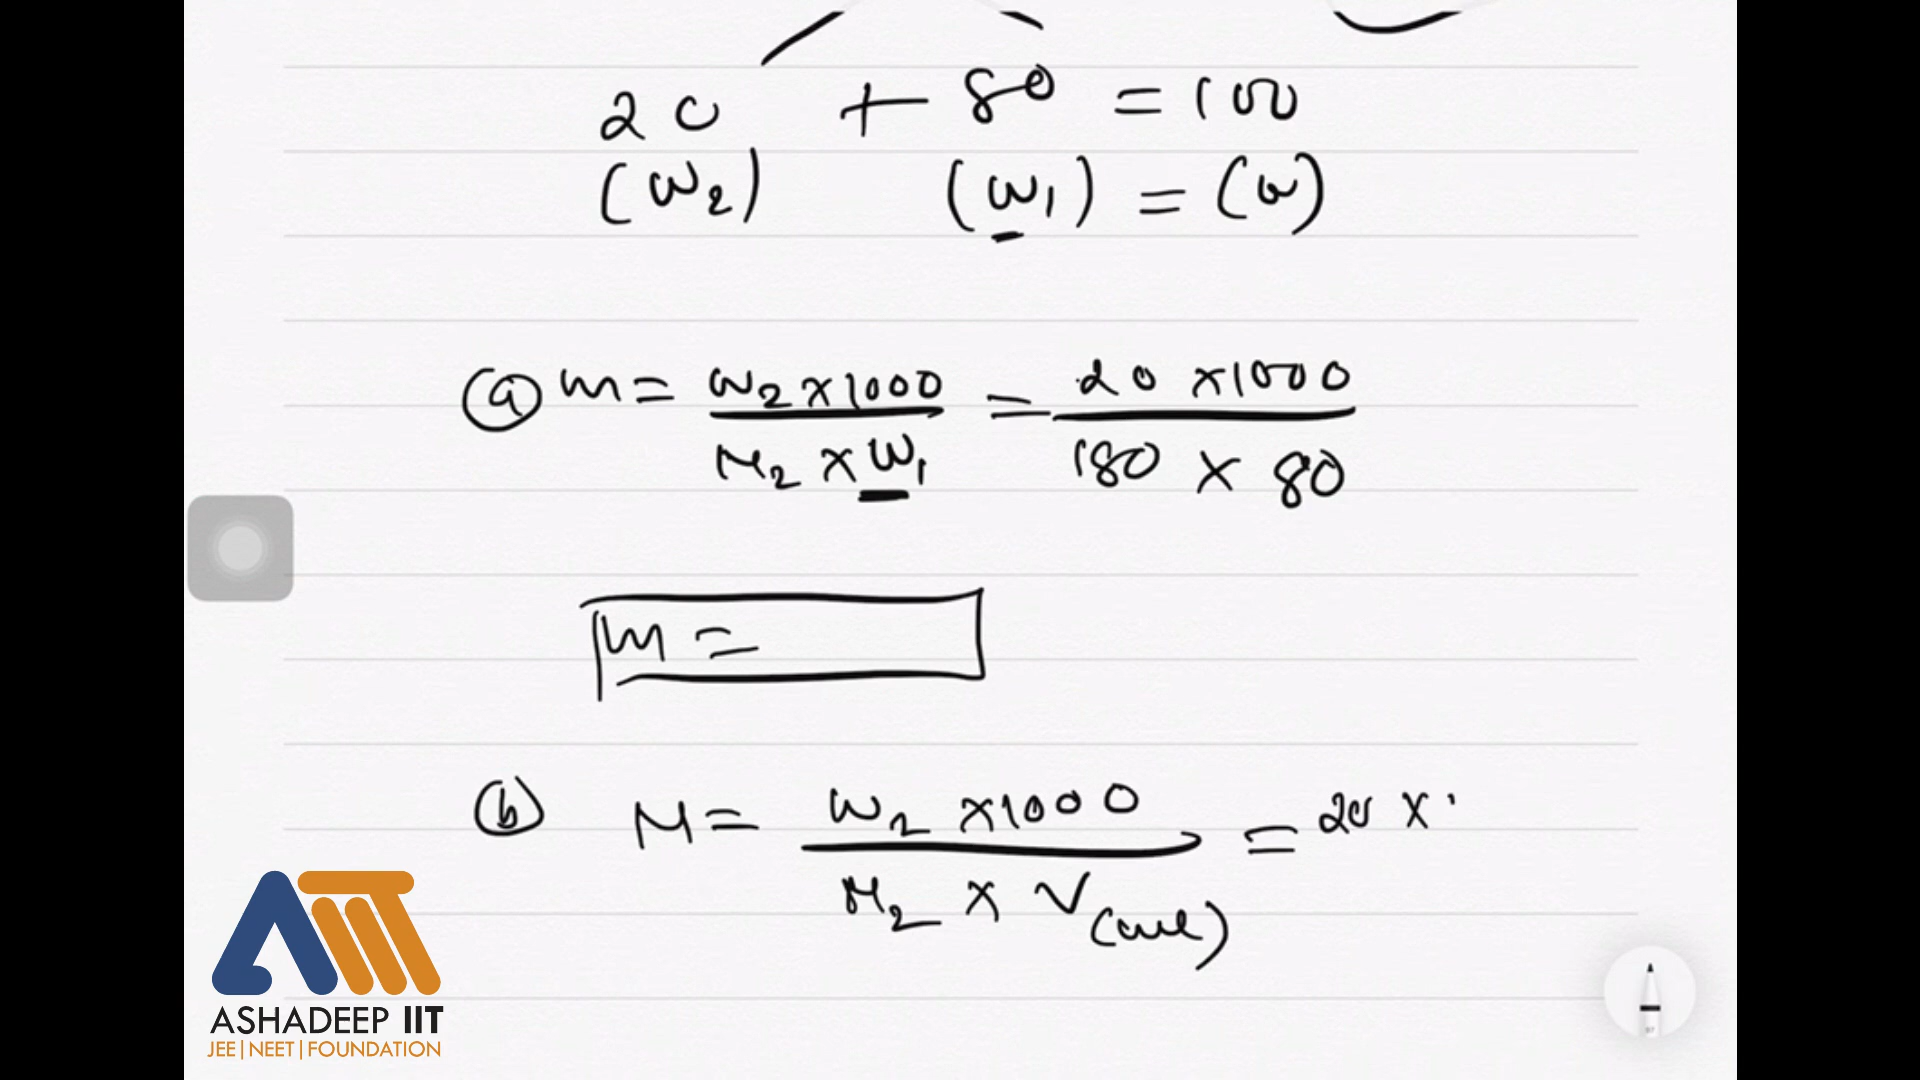 20 + 80 = 100
(W2) (W1) = (W)
(a) m = W2 x 1000 / M2 x W1 = 20 x 1000 / 180 x 80
m =
(b) M = W2 x 1000 / M2 x V(mL) = 20 x
ASHADEEP IIT
JEE | NEET | FOUNDATION